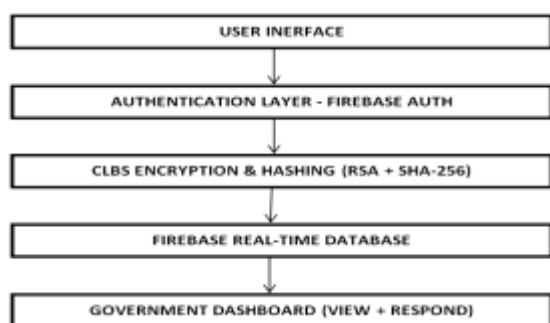 USER INERFACE
AUTHENTICATION LAYER - FIREBASE AUTH
CLBS ENCRYPTION & HASHING (RSA + SHA-256)
FIREBASE REAL-TIME DATABASE
GOVERNMENT DASHBOARD (VIEW + RESPOND)